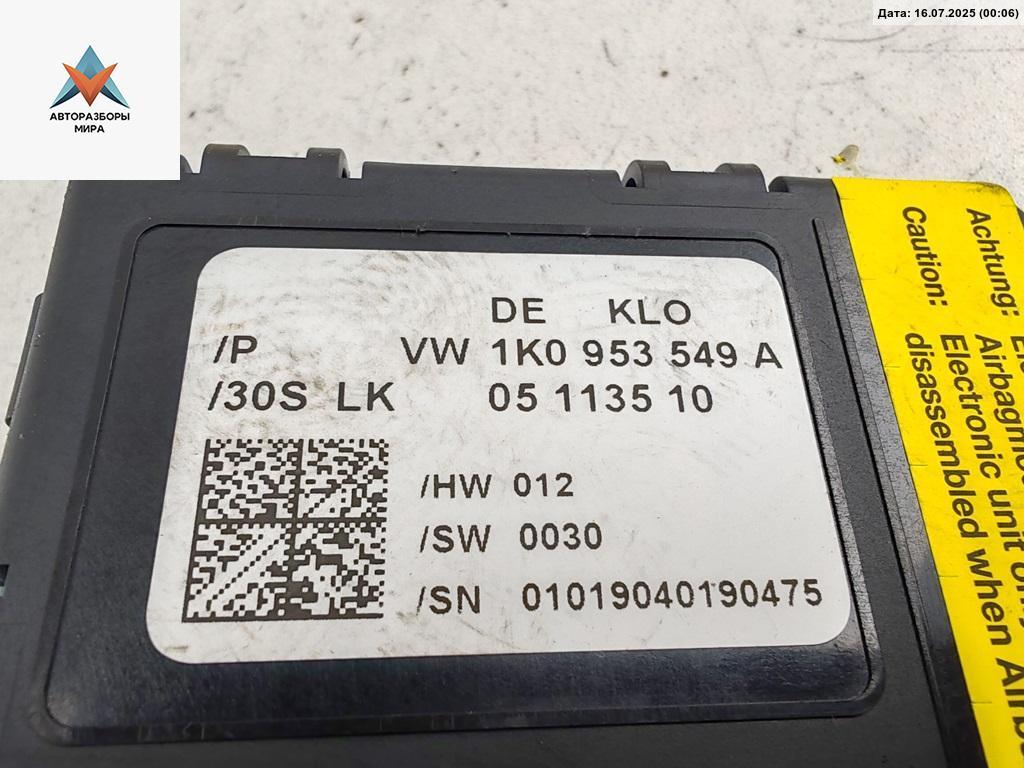 Дата: 16.07.2025 (00:06)
АВТОРАЗБОРЫ
МИРА
DE KLO
/P VW 1K0 953 549 A
/30S LK 05 1135 10
/HW 012
/SW 0030
/SN 01019040190475
Achtung:
Caution: Electronic unit
disassembled when